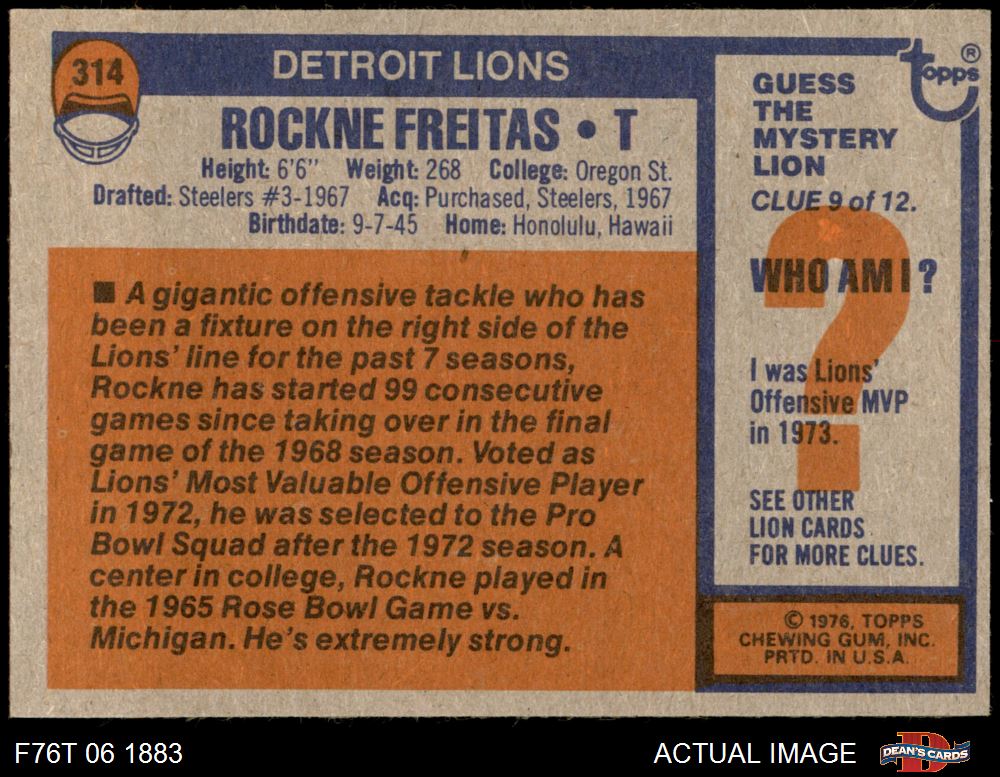 314
DETROIT LIONS
ROCKNE FREITAS • T
Height: 6'6" Weight: 268 College: Oregon St.
Drafted: Steelers #3-1967 Acq: Purchased, Steelers, 1967
Birthdate: 9-7-45 Home: Honolulu, Hawaii
■ A gigantic offensive tackle who has
been a fixture on the right side of the
Lions' line for the past 7 seasons,
Rockne has started 99 consecutive
games since taking over in the final
game of the 1968 season. Voted as
Lions' Most Valuable Offensive Player
in 1972, he was selected to the Pro
Bowl Squad after the 1972 season. A
center in college, Rockne played in
the 1965 Rose Bowl Game vs.
Michigan. He's extremely strong.
topps ®
GUESS
THE
MYSTERY
LION
CLUE 9 of 12.
WHO AM I?
?
I was Lions'
Offensive MVP
in 1973.
SEE OTHER
LION CARDS
FOR MORE CLUES.
© 1976, TOPPS
CHEWING GUM, INC.
PRTD. IN U.S.A.
F76T 06 1883
ACTUAL IMAGE
D
DEAN'S CARDS